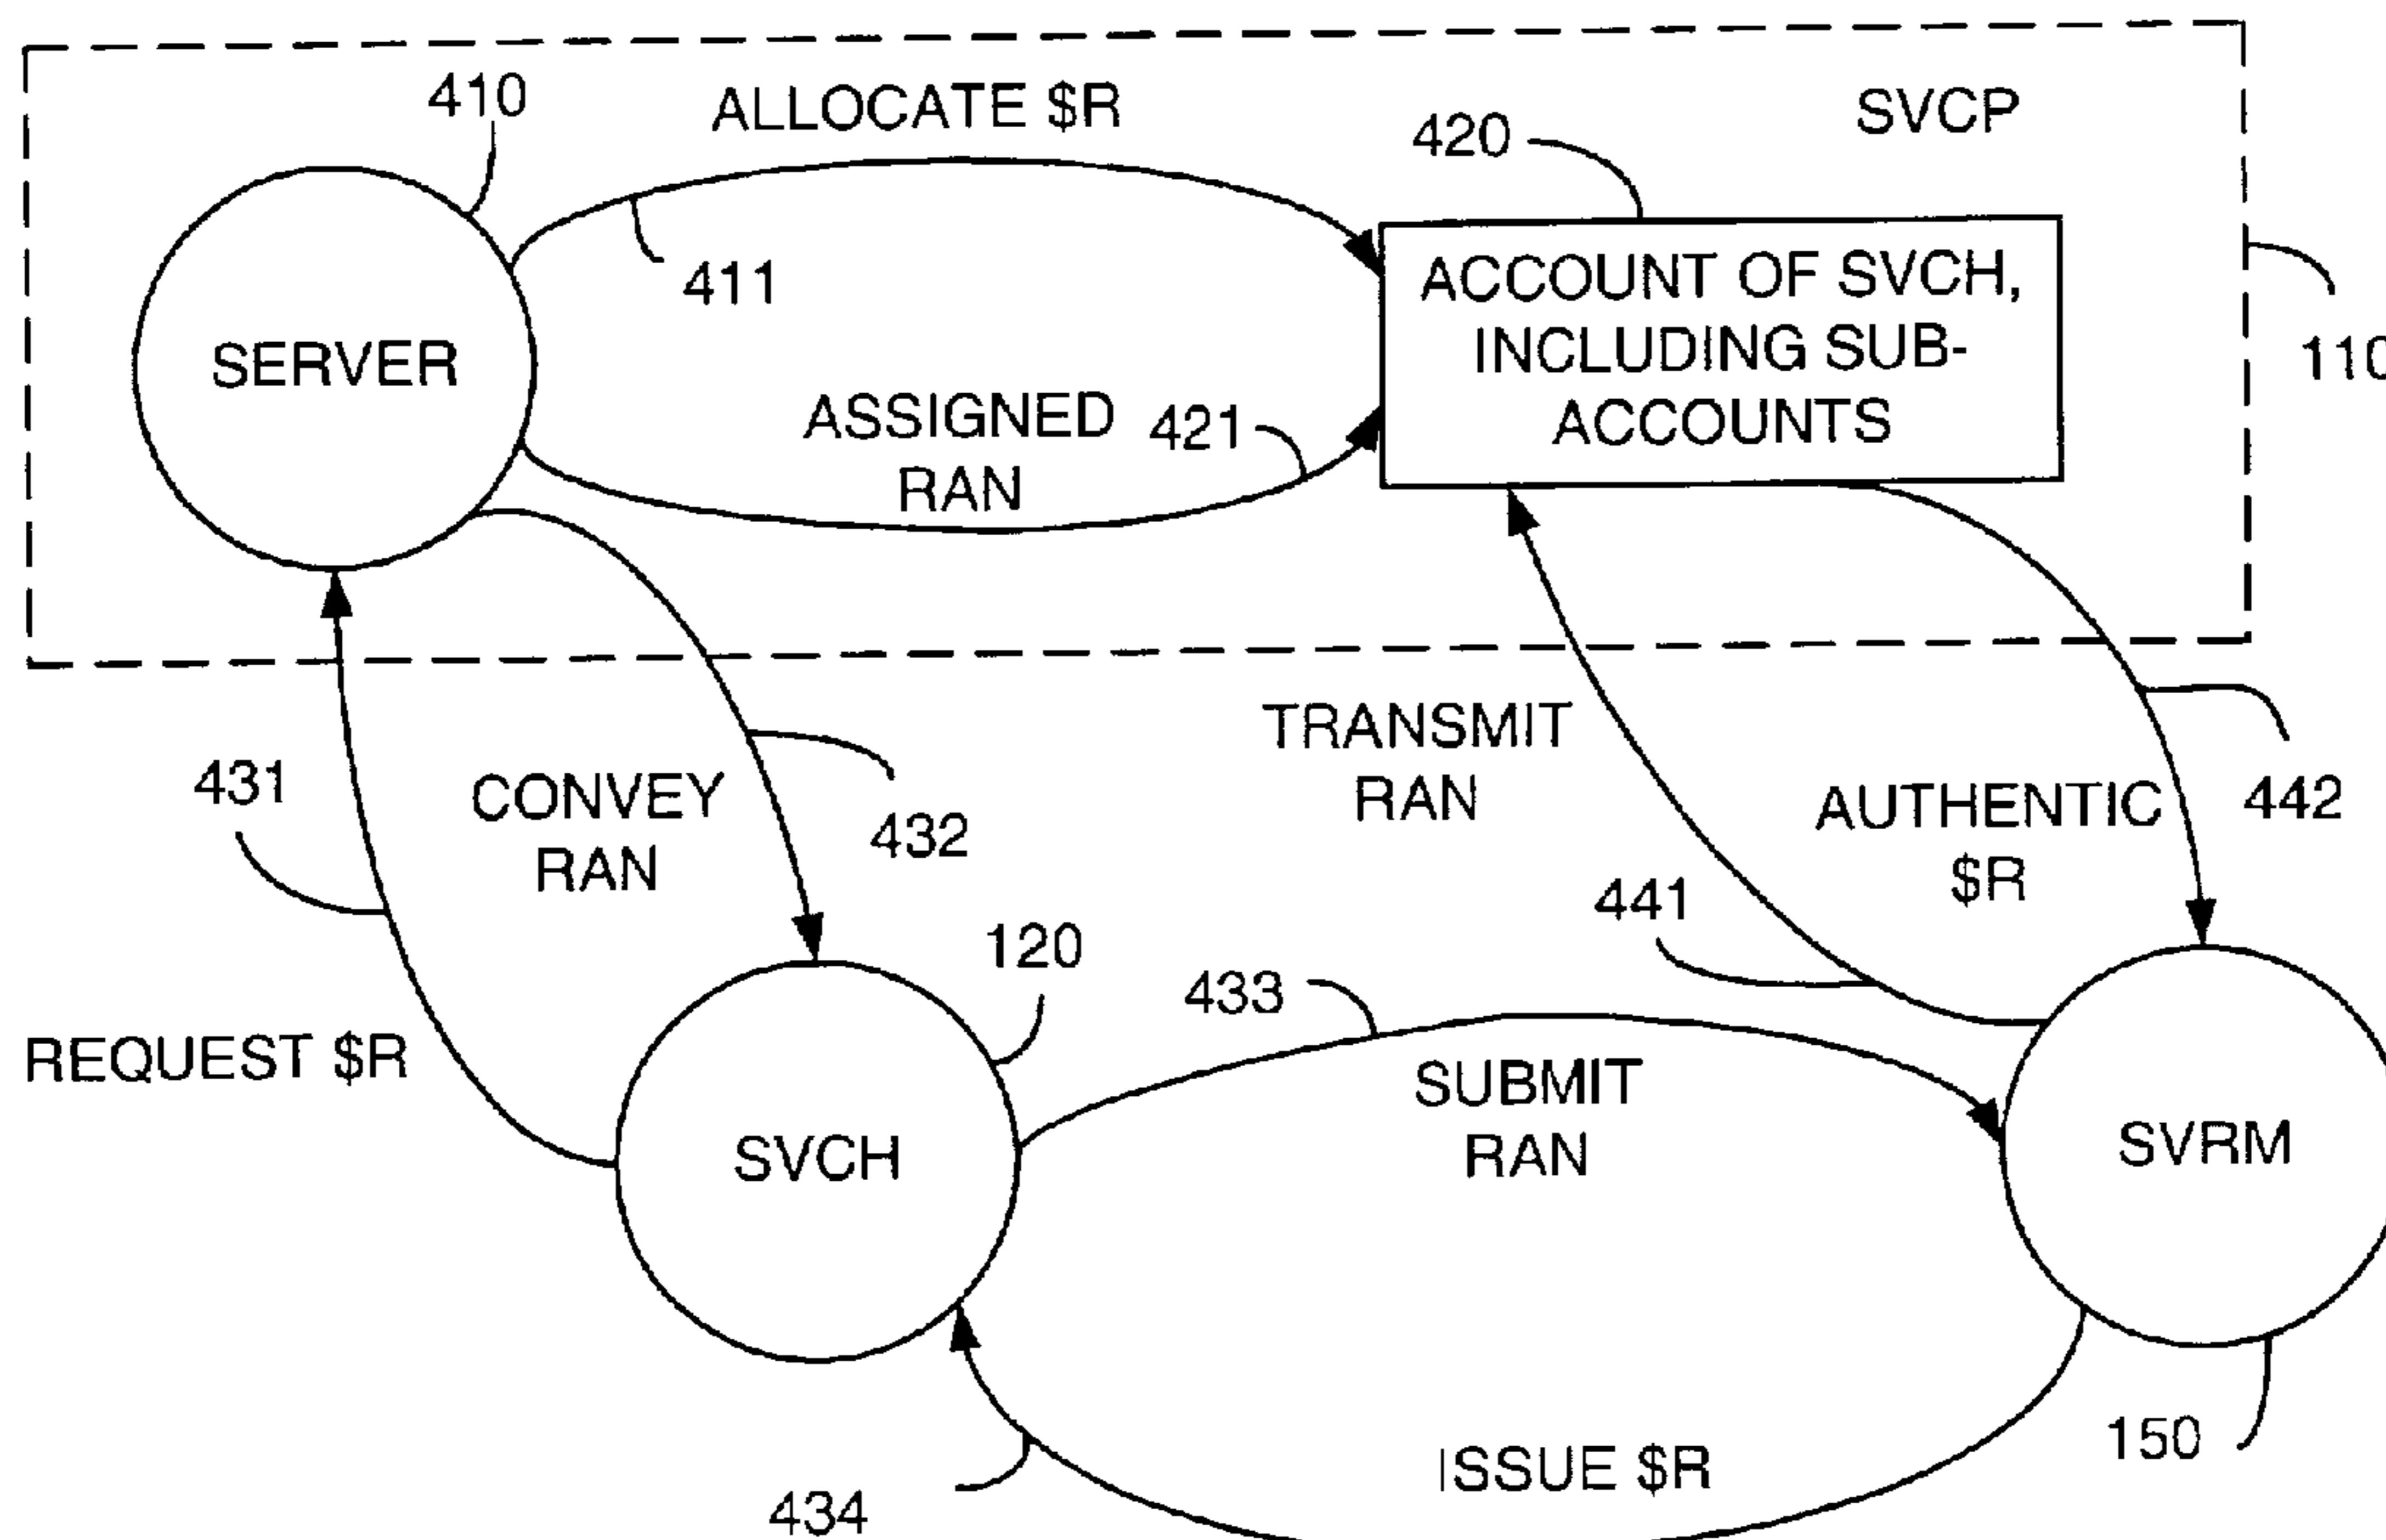 410
ALLOCATE $R
SVCP
420
411
ACCOUNT OF SVCH,
INCLUDING SUB-
ACCOUNTS
SERVER
110
ASSIGNED
RAN
421
TRANSMIT
RAN
431
CONVEY
RAN
432
AUTHENTIC
$R
442
441
120
433
REQUEST $R
SUBMIT
RAN
SVCH
SVRM
150
ISSUE $R
434